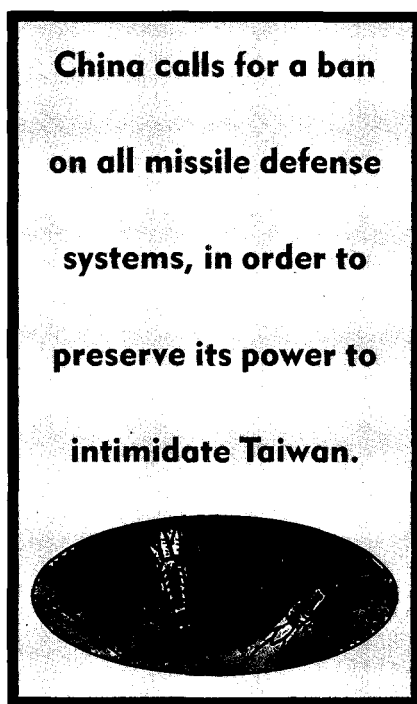 China calls for a ban
on all missile defense
systems, in order to
preserve its power to
intimidate Taiwan.